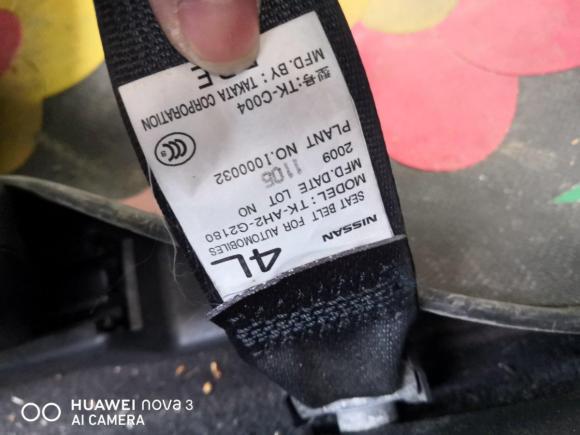 NISSAN 4L
SEAT BELT FOR AUTOMOBILES
MODEL : TK-AH2-G2180
MFD.DATE LOT NO
2009 1106
PLANT NO.1000032
CCC S
型号:TK-C004
MFD.BY : TAKATA CORPORATION
HUAWEI nova 3
AI CAMERA